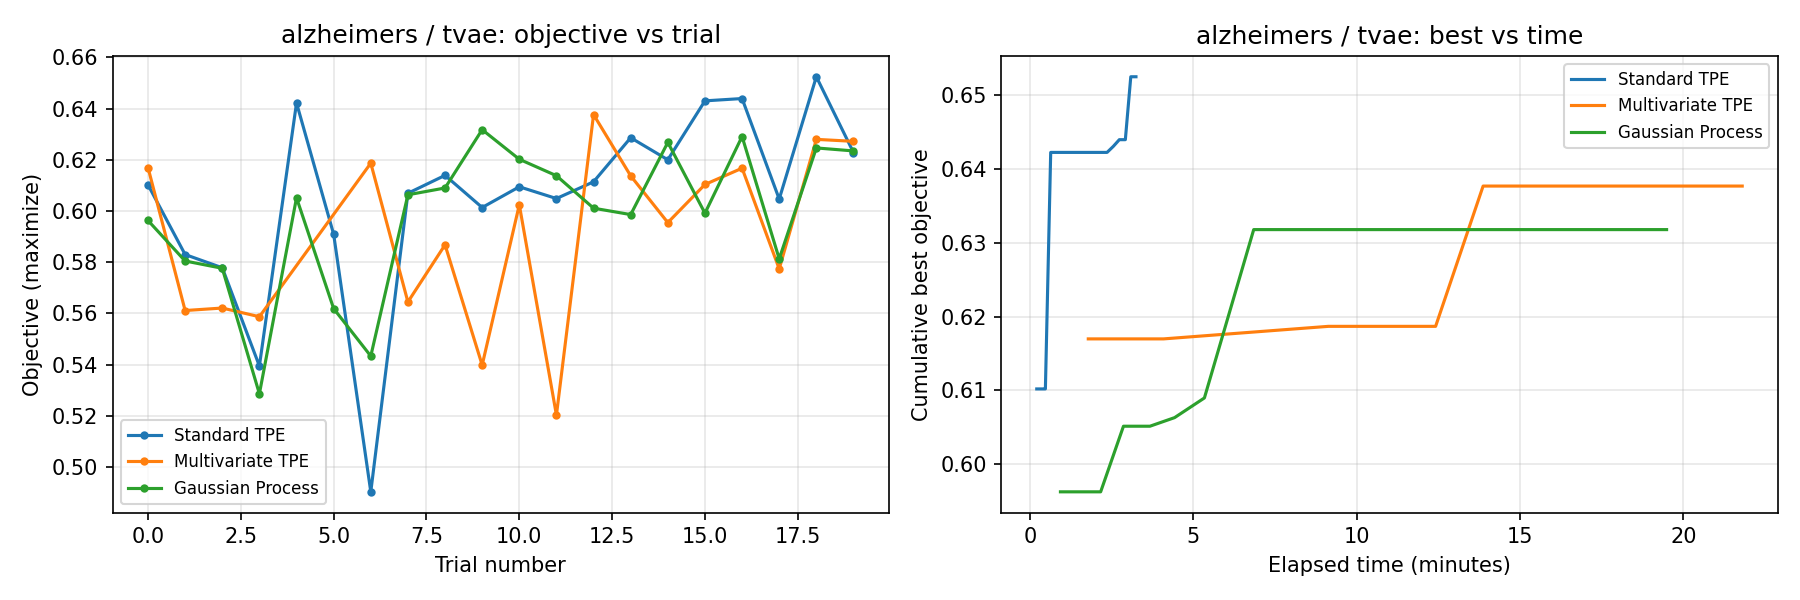 alzheimers / tvae: objective vs trial
Objective (maximize)
0.66
0.64
0.62
0.60
0.58
0.56
0.54
0.52
0.50
Standard TPE
Multivariate TPE
Gaussian Process
0.0 2.5 5.0 7.5 10.0 12.5 15.0 17.5
Trial number
alzheimers / tvae: best vs time
Cumulative best objective
0.65
0.64
0.63
0.62
0.61
0.60
Standard TPE
Multivariate TPE
Gaussian Process
0 5 10 15 20
Elapsed time (minutes)